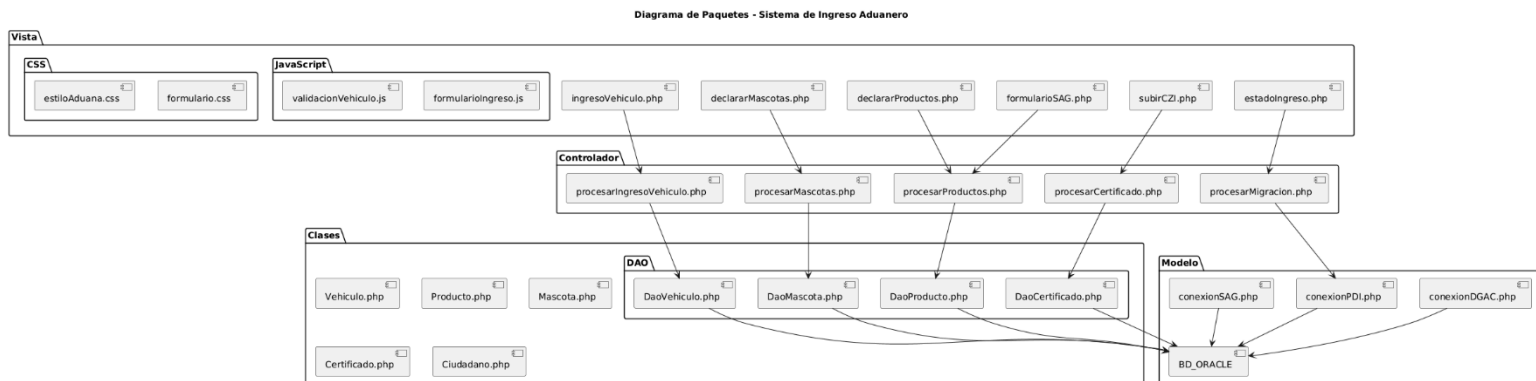 Diagrama de Paquetes - Sistema de Ingreso Aduanero
Vista
CSS
JavaScript
estiloAduana.css
formulario.css
validacionVehiculo.js
formularioIngreso.js
ingresoVehiculo.php
declararMascotas.php
declararProductos.php
formularioSAG.php
subirCZI.php
estadoIngreso.php
Controlador
procesarIngresoVehiculo.php
procesarMascotas.php
procesarProductos.php
procesarCertificado.php
procesarMigracion.php
Clases
DAO
Modelo
Vehiculo.php
Producto.php
Mascota.php
DaoVehiculo.php
DaoMascota.php
DaoProducto.php
DaoCertificado.php
conexionSAG.php
conexionPDI.php
conexionDGAC.php
Certificado.php
Ciudadano.php
BD_ORACLE